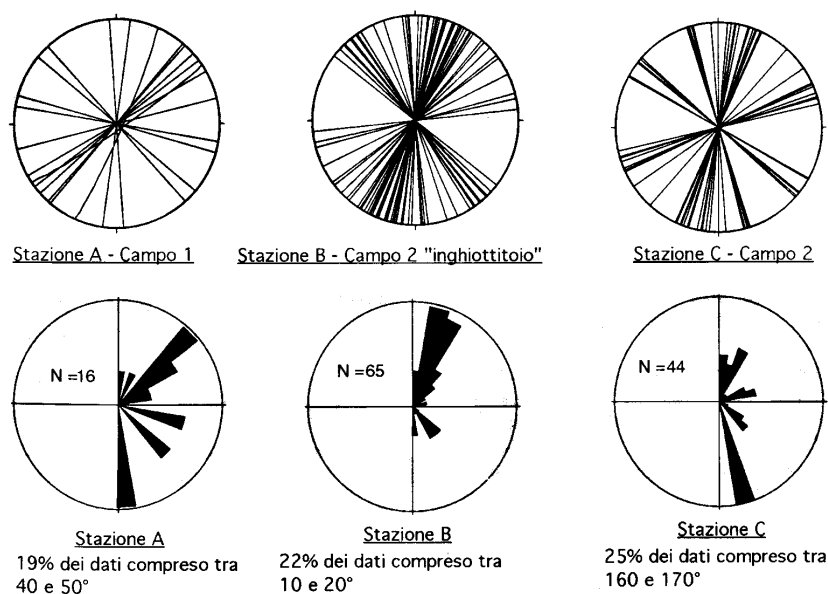 Stazione A - Campo 1
Stazione B - Campo 2 "inghiottitoio"
Stazione C - Campo 2
N =16
N =65
N =44
Stazione A
19% dei dati compreso tra
40 e 50°
Stazione B
22% dei dati compreso tra
10 e 20°
Stazione C
25% dei dati compreso tra
160 e 170°